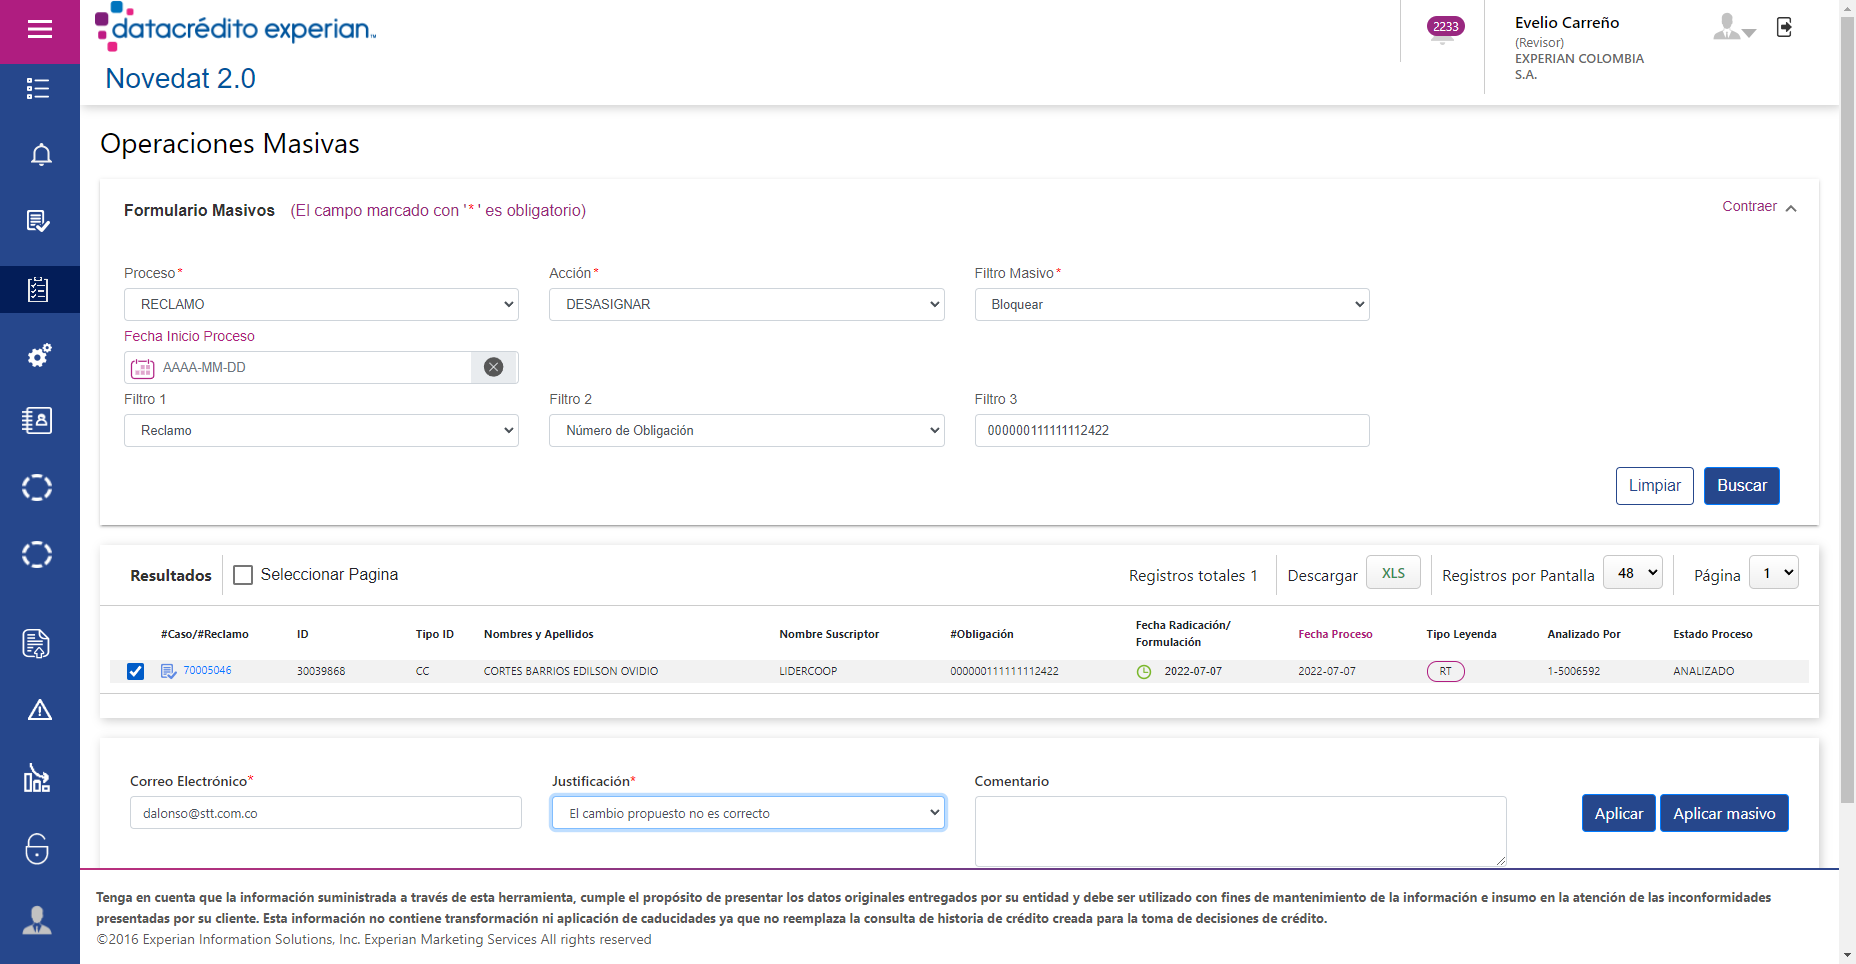 datacrédito experian™
2233
Evelio Carreño
(Revisor)
EXPERIAN COLOMBIA
S.A.
Novedat 2.0
Operaciones Masivas
Formulario Masivos (El campo marcado con '*' es obligatorio)
Contraer
Proceso* Acción* Filtro Masivo*
RECLAMO DESASIGNAR Bloquear
Fecha Inicio Proceso
AAAA-MM-DD
Filtro 1 Filtro 2 Filtro 3
Reclamo Número de Obligación 000000111111112422
Limpiar Buscar
Resultados Seleccionar Pagina Registros totales 1 Descargar XLS Registros por Pantalla 48 Página 1
#Caso/#Reclamo ID Tipo ID Nombres y Apellidos Nombre Suscriptor #Obligación Fecha Radicación/ Formulación Fecha Proceso Tipo Leyenda Analizado Por Estado Proceso
70005046 30039868 CC CORTES BARRIOS EDILSON OVIDIO LIDERCOOP 000000111111112422 2022-07-07 2022-07-07 RT 1-5006592 ANALIZADO
Correo Electrónico* Justificación* Comentario
dalonso@stt.com.co El cambio propuesto no es correcto Aplicar Aplicar masivo
Tenga en cuenta que la información suministrada a través de esta herramienta, cumple el propósito de presentar los datos originales entregados por su entidad y debe ser utilizado con fines de mantenimiento de la información e insumo en la atención de las inconformidades
presentadas por su cliente. Esta información no contiene transformación ni aplicación de caducidades ya que no reemplaza la consulta de historia de crédito creada para la toma de decisiones de crédito.
©2016 Experian Information Solutions, Inc. Experian Marketing Services All rights reserved